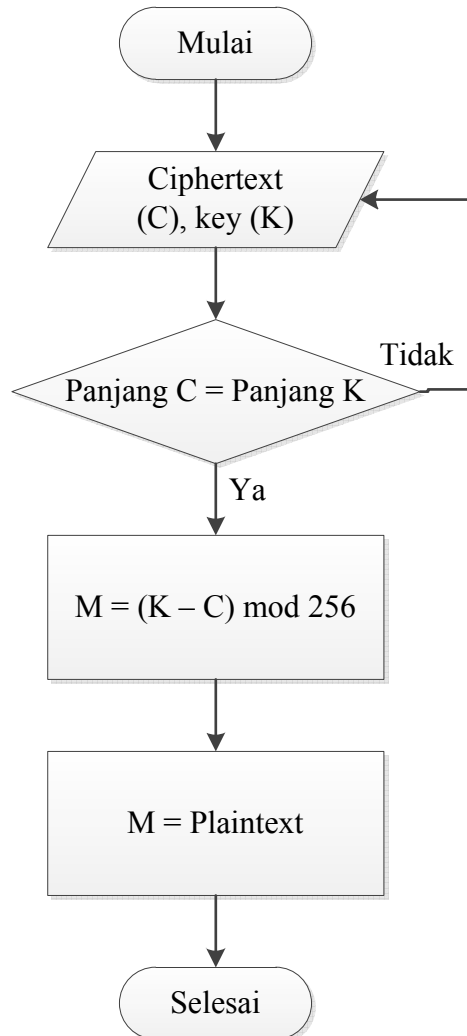 Mulai
Ciphertext
(C), key (K)
Tidak
Panjang C = Panjang K
Ya
M = (K – C) mod 256
M = Plaintext
Selesai